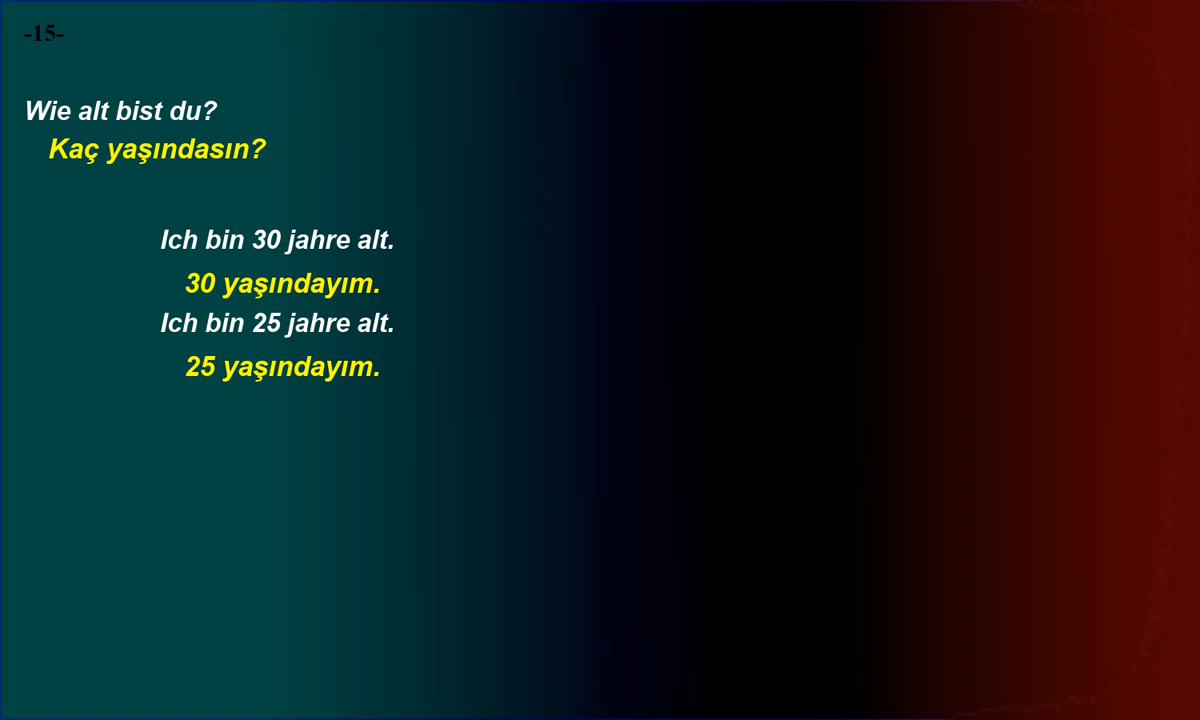 -15-
Wie alt bist du?
Kaç yaşındasın?
Ich bin 30 jahre alt.
30 yaşındayım.
Ich bin 25 jahre alt.
25 yaşındayım.